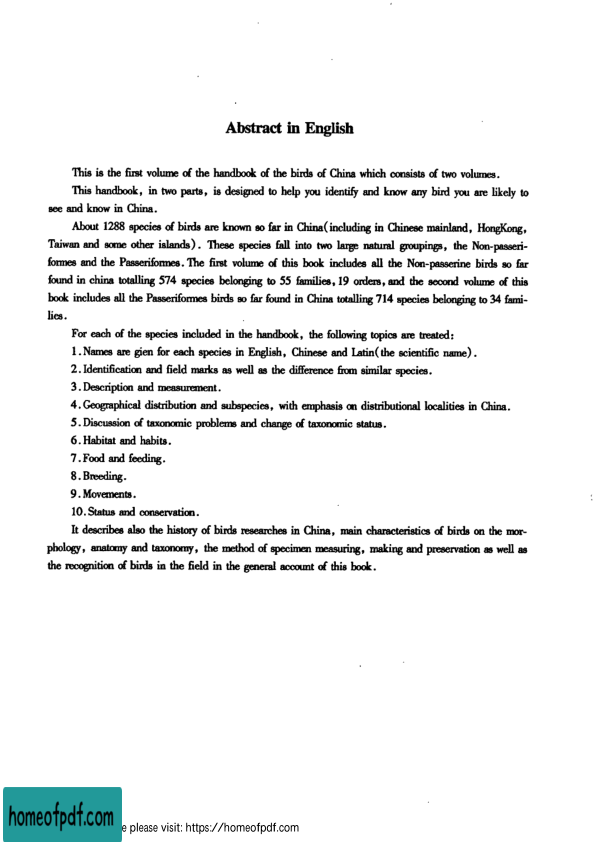 Abstract in English
This is the first volume of the handbook of the birds of China which consists of two volumes.
This handbook, in two parts, is designed to help you identify and know any bird you are likely to
see and know in China.
About 1288 species of birds are known so far in China(including in Chinese mainland, HongKong,
Taiwan and some other islands). These species fall into two large natural groupings, the Non-passeri-
formes and the Passeriformes. The first volume of this book includes all the Non-passerine birds so far
found in china totalling 574 species belonging to 55 families, 19 orders, and the second volume of this
book includes all the Passeriformes birds so far found in China totalling 714 species belonging to 34 fami-
lies.
For each of the species included in the handbook, the following topics are treated:
1. Names are gien for each species in English, Chinese and Latin(the scientific name).
2. Identification and field marks as well as the difference from similar species.
3. Description and measurement.
4. Geographical distribution and subspecies, with emphasis on distributional localities in China.
5. Discussion of taxonomic problems and change of taxonomic status.
6. Habitat and habits.
7. Food and feeding.
8. Breeding.
9. Movements.
10. Status and conservation.
It describes also the history of birds researches in China, main characteristics of birds on the mor-
phology, anatomy and taxonomy, the method of specimen measuring, making and preservation as well as
the recognition of birds in the field in the general account of this book.
homeofpdf.com
e please visit: https://homeofpdf.com